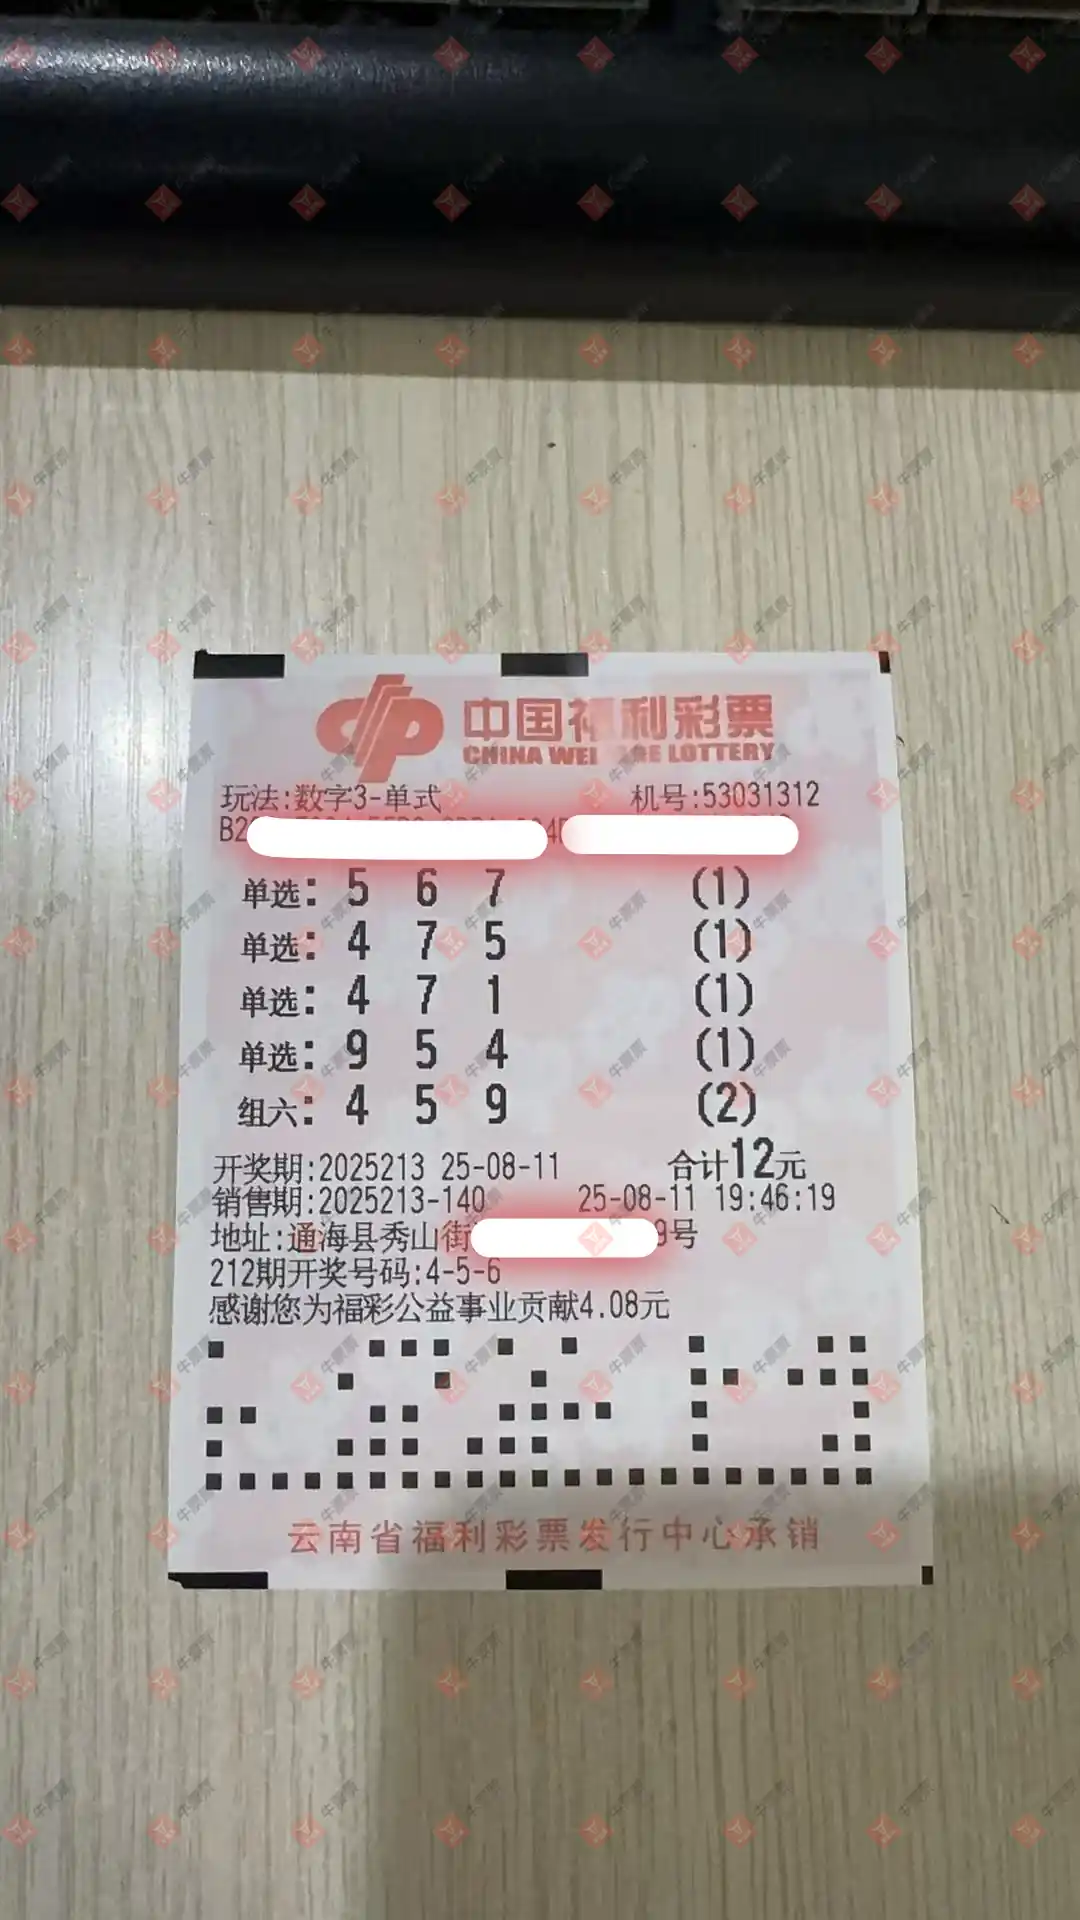 中国福利彩票
CHINA WELFARE LOTTERY
玩法:数字3-单式 机号:53031312
单选: 5 6 7 (1)
单选: 4 7 5 (1)
单选: 4 7 1 (1)
单选: 9 5 4 (1)
组六: 4 5 9 (2)
开奖期:2025213 25-08-11 合计12元
销售期:2025213-140 25-08-11 19:46:19
地址:通海县秀山街 9号
212期开奖号码:4-5-6
感谢您为福彩公益事业贡献4.08元
云南省福利彩票发行中心承销
牛票票